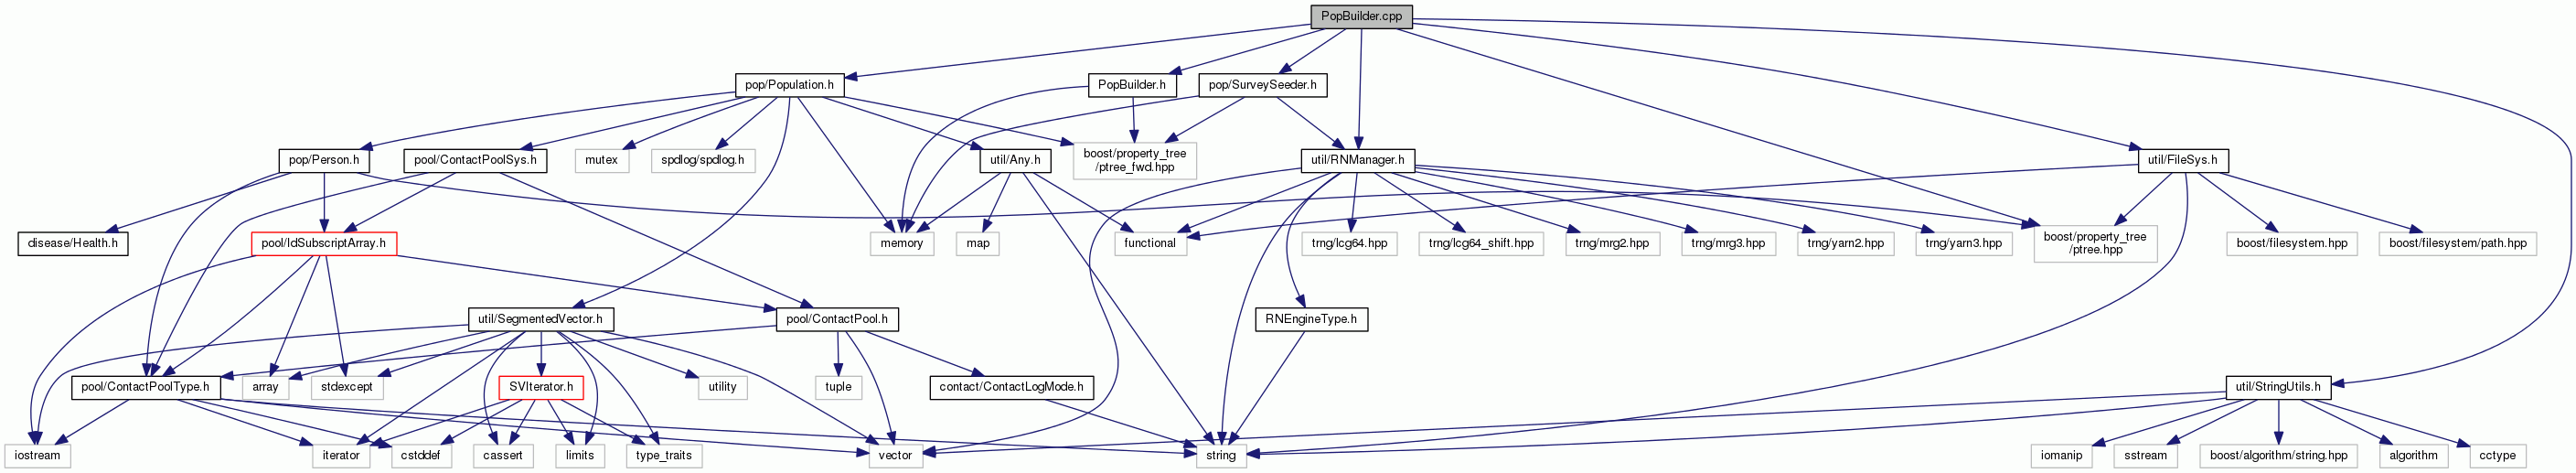 PopBuilder.cpp
pop/Population.h
PopBuilder.h
pop/SurveySeeder.h
pop/Person.h
pool/ContactPoolSys.h
mutex
spdlog/spdlog.h
util/Any.h
boost/property_tree
/ptree_fwd.hpp
util/RNManager.h
util/FileSys.h
disease/Health.h
pool/IdSubscriptArray.h
memory
map
functional
trng/lcg64.hpp
trng/lcg64_shift.hpp
trng/mrg2.hpp
trng/mrg3.hpp
trng/yarn2.hpp
trng/yarn3.hpp
boost/property_tree
/ptree.hpp
boost/filesystem.hpp
boost/filesystem/path.hpp
util/SegmentedVector.h
pool/ContactPool.h
RNEngineType.h
pool/ContactPoolType.h
array
stdexcept
SVIterator.h
utility
tuple
contact/ContactLogMode.h
util/StringUtils.h
iostream
iterator
cstddef
cassert
limits
type_traits
vector
string
iomanip
sstream
boost/algorithm/string.hpp
algorithm
cctype